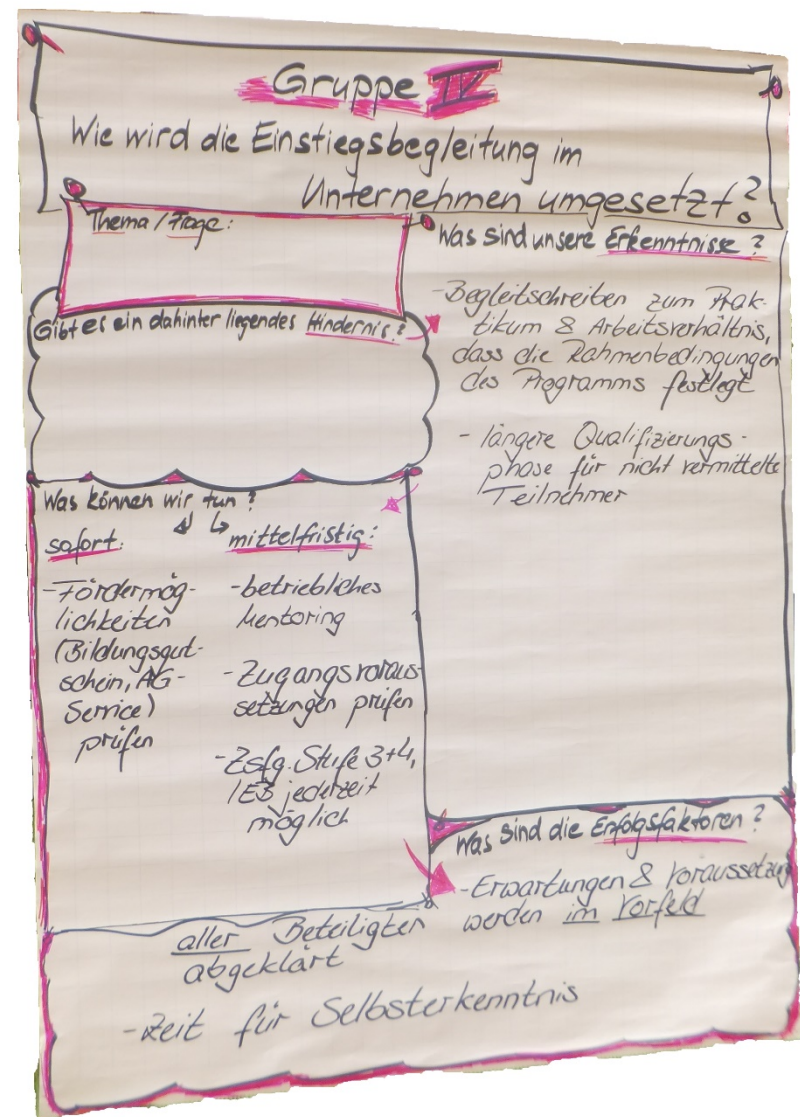 Gruppe IV
Wie wird die Einstiegsbegleitung im
Unternehmen umgesetzt?
Thema / Frage:
Gibt es ein dahinter liegendes Hindernis?
Was sind unsere Erkenntnisse?
- Begleitschreiben zum Prak-
tikum & Arbeitsverhältnis,
dass die Rahmenbedingungen
des Programms festlegt
- längere Qualifizierungs-
phase für nicht vermittelte
Teilnehmer
Was können wir tun?
sofort:
- Fördermög-
lichkeiten
(Bildungsgut-
schein, AG-
Service)
prüfen
mittelfristig:
- betriebliches
Mentoring
- Zugangsvoraus-
setzungen prüfen
- Zsfg. Stufe 3+4,
IEB jederzeit
möglich
Was sind die Erfolgsfaktoren?
- Erwartungen & Voraussetzung
werden im Vorfeld
aller Beteiligten
abgeklärt
- Zeit für Selbsterkenntnis